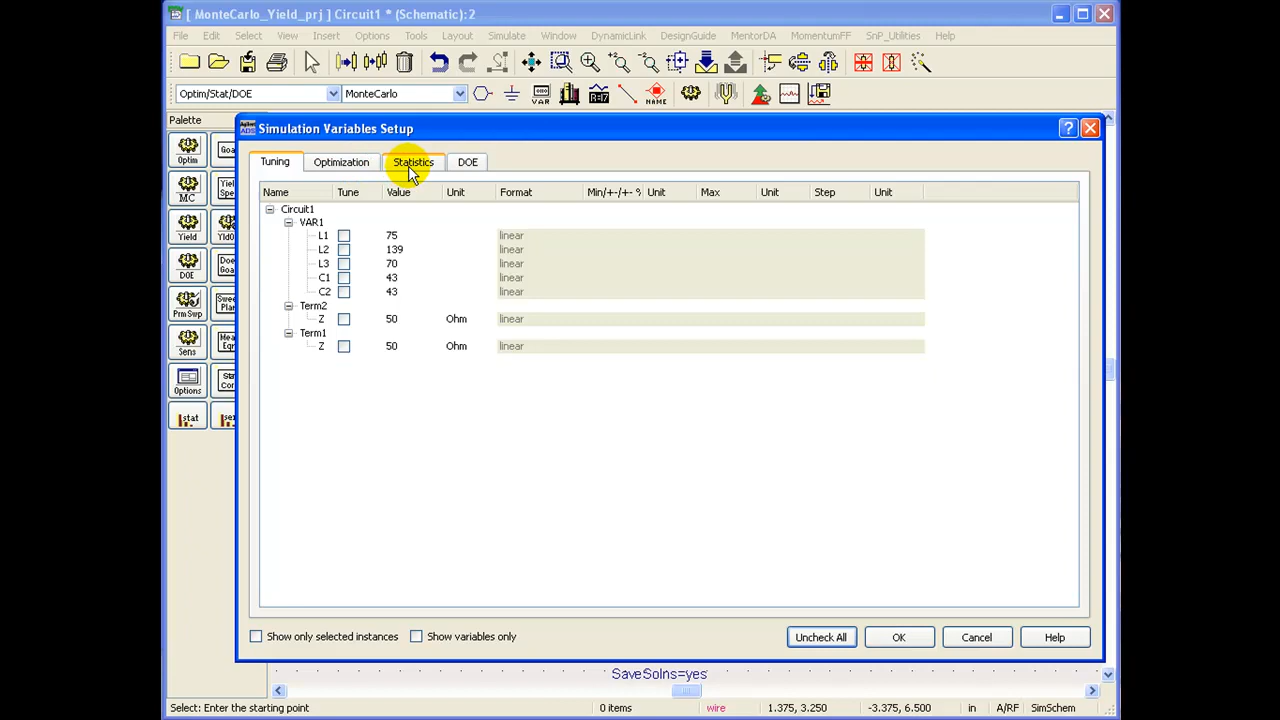 [ MonteCarlo_Yield_prj ] Circuit1 * (Schematic):2
File Edit Select View Insert Options Tools Layout Simulate Window DynamicLink DesignGuide MentorDA MomentumFF SnP_Utilities Help
Optim/Stat/DOE MonteCarlo VAR NAME
Palette
Simulation Variables Setup
Optim
Tuning Optimization Statistics DOE
Name Tune Value Unit Format Min/+-/+- % Unit Max Unit Step Unit
MC
Yield
DOE
Prm Swp
Sens
Options
stat
Circuit1
VAR1
L1 75 linear
L2 139 linear
L3 70 linear
C1 43 linear
C2 43 linear
Term2
Z 50 Ohm linear
Term1
Z 50 Ohm linear
Show only selected instances Show variables only Uncheck All OK Cancel Help
SaveSolns=yes
Select: Enter the starting point 0 items wire 1.375, 3.250 -3.375, 6.500 in A/RF SimSchem